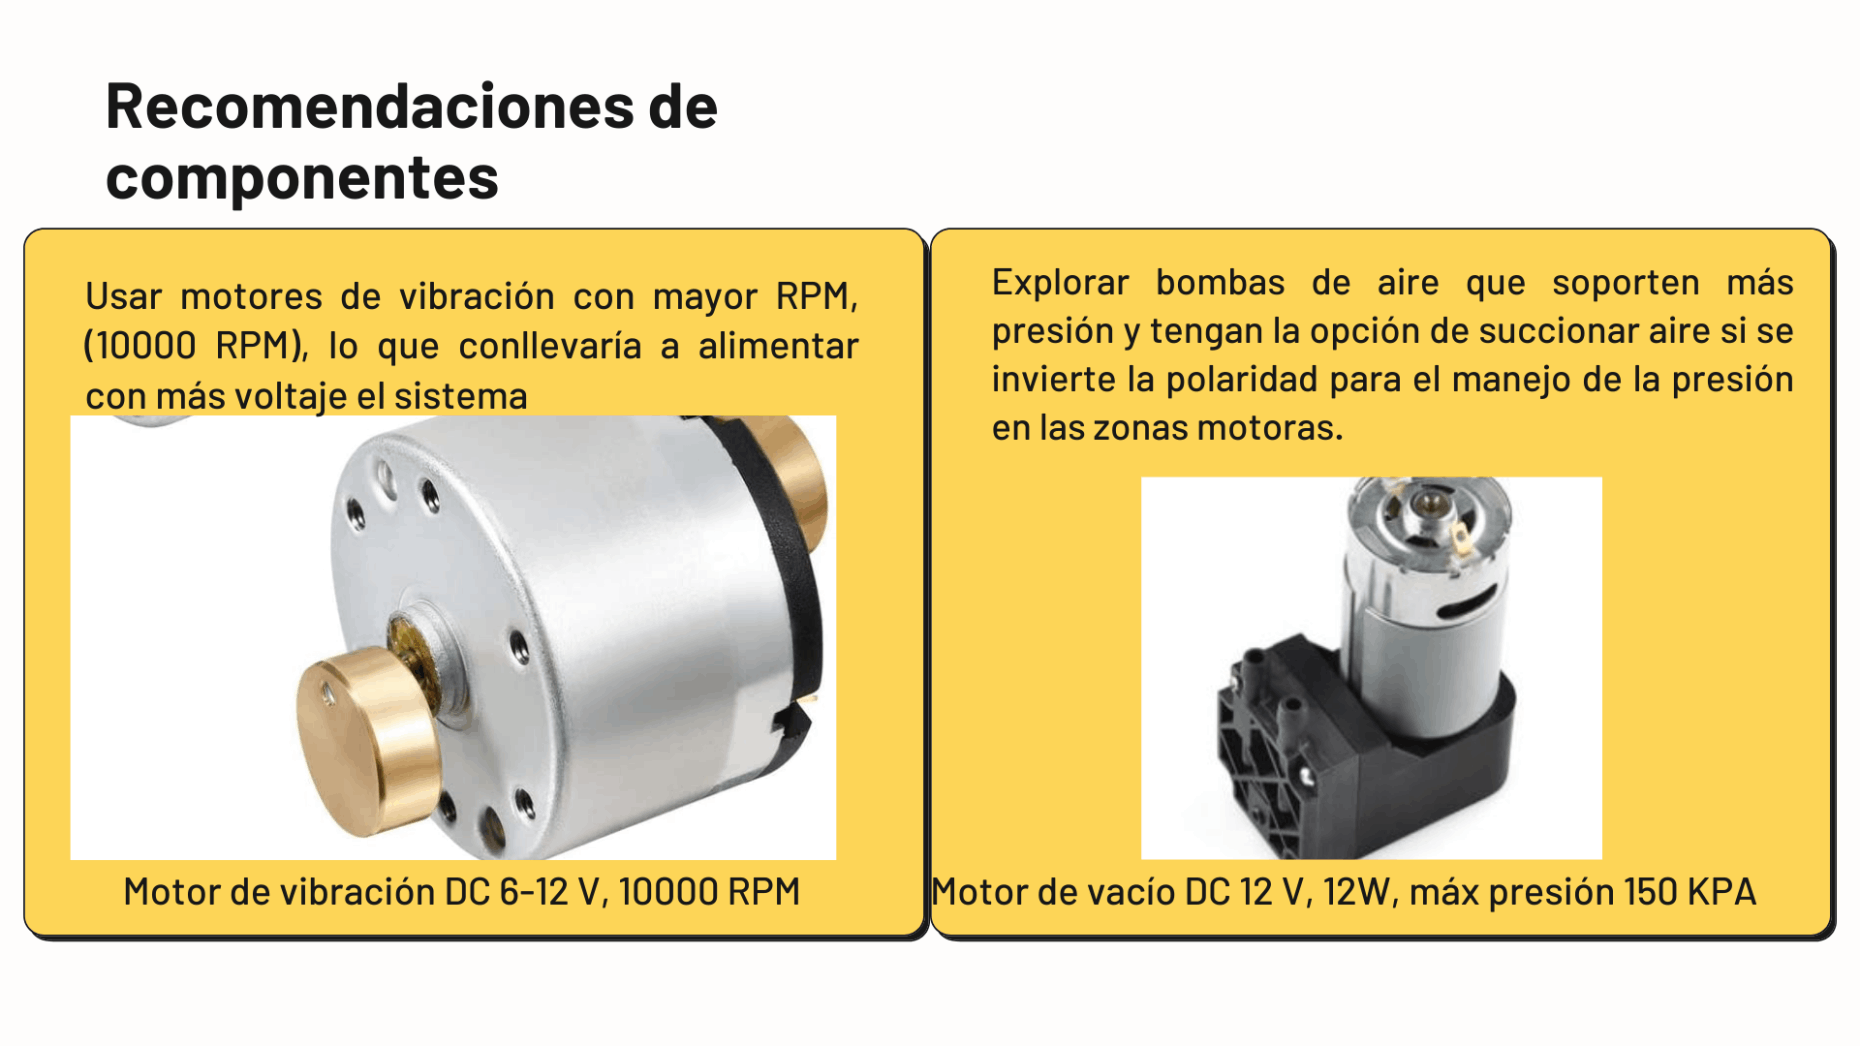 Recomendaciones de
componentes
Usar motores de vibración con mayor RPM,
(10000 RPM), lo que conllevaría a alimentar
con más voltaje el sistema
Motor de vibración DC 6-12 V, 10000 RPM
Explorar bombas de aire que soporten más
presión y tengan la opción de succionar aire si se
invierte la polaridad para el manejo de la presión
en las zonas motoras.
Motor de vacío DC 12 V, 12W, máx presión 150 KPA